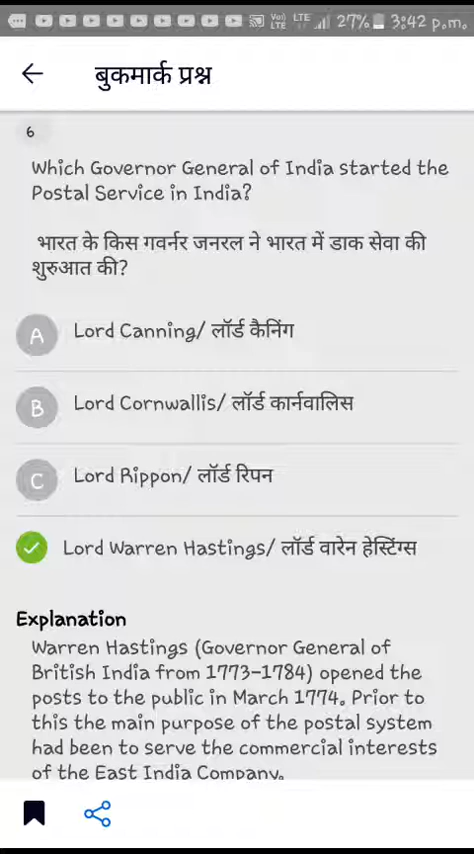 Vo) LTE LTE 27% 3:42 p.m.
बुकमार्क प्रश्न
6
Which Governor General of India started the
Postal Service in India?
भारत के किस गवर्नर जनरल ने भारत में डाक सेवा की
शुरुआत की?
A Lord Canning/ लॉर्ड कैनिंग
B Lord Cornwallis/ लॉर्ड कार्नवालिस
C Lord Rippon/ लॉर्ड रिपन
Lord Warren Hastings/ लॉर्ड वारेन हेस्टिंग्स
Explanation
Warren Hastings (Governor General of
British India from 1773-1784) opened the
posts to the public in March 1774. Prior to
this the main purpose of the postal system
had been to serve the commercial interests
of the East India Company.